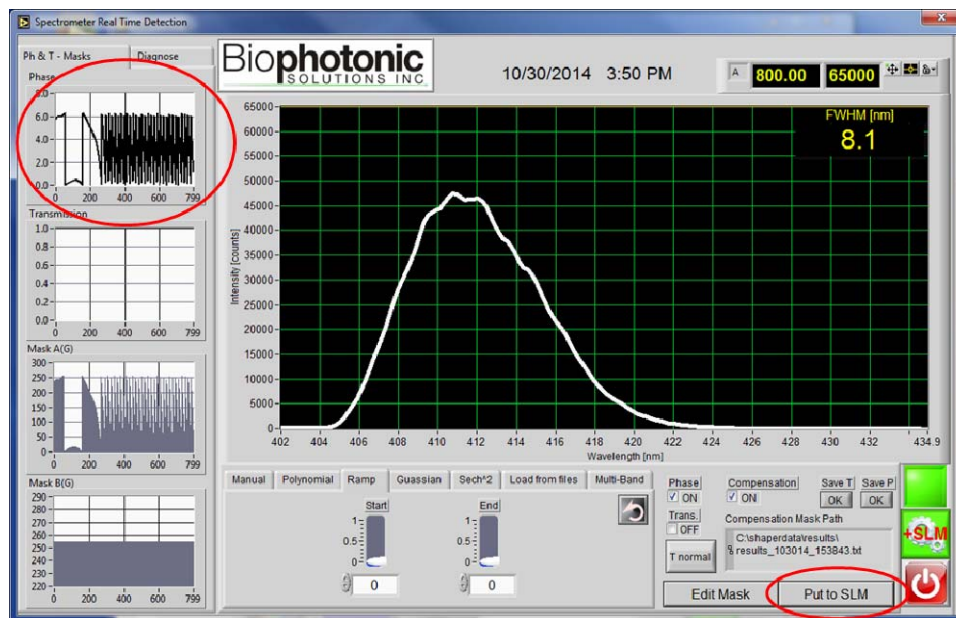 Spectrometer Real Time Detection
Ph & T - Masks
Diagnose
Biophotonic
SOLUTIONS INC.
10/30/2014 3:50 PM
A 800.00 65000
Phase
8.0
6.0
4.0
2.0
0.0
0 200 400 600 799
Transmission
1.0
0.8
0.6
0.4
0.2
0.0
0 200 400 600 799
Mask A(G)
300
250
200
150
100
50
0
0 200 400 600 799
Mask B(G)
290
280
270
260
250
240
230
220
0 200 400 600 799
FWHM [nm]
8.1
Intensity [counts]
65000
60000
55000
50000
45000
40000
35000
30000
25000
20000
15000
10000
5000
0
402 404 406 408 410 412 414 416 418 420 422 424 426 428 430 432 434.9
Wavelength [nm]
Manual Polynomial Ramp Guassian Sech^2 Load from files Multi-Band
Start
1
0.5
0
0
End
1
0.5
0
0
Phase
ON
Trans.
OFF
T normal
Compensation
ON
Save T Save P
OK OK
Compensation Mask Path
C:\shaperdata\results\
results_103014_153843.txt
Edit Mask
Put to SLM
+SLM